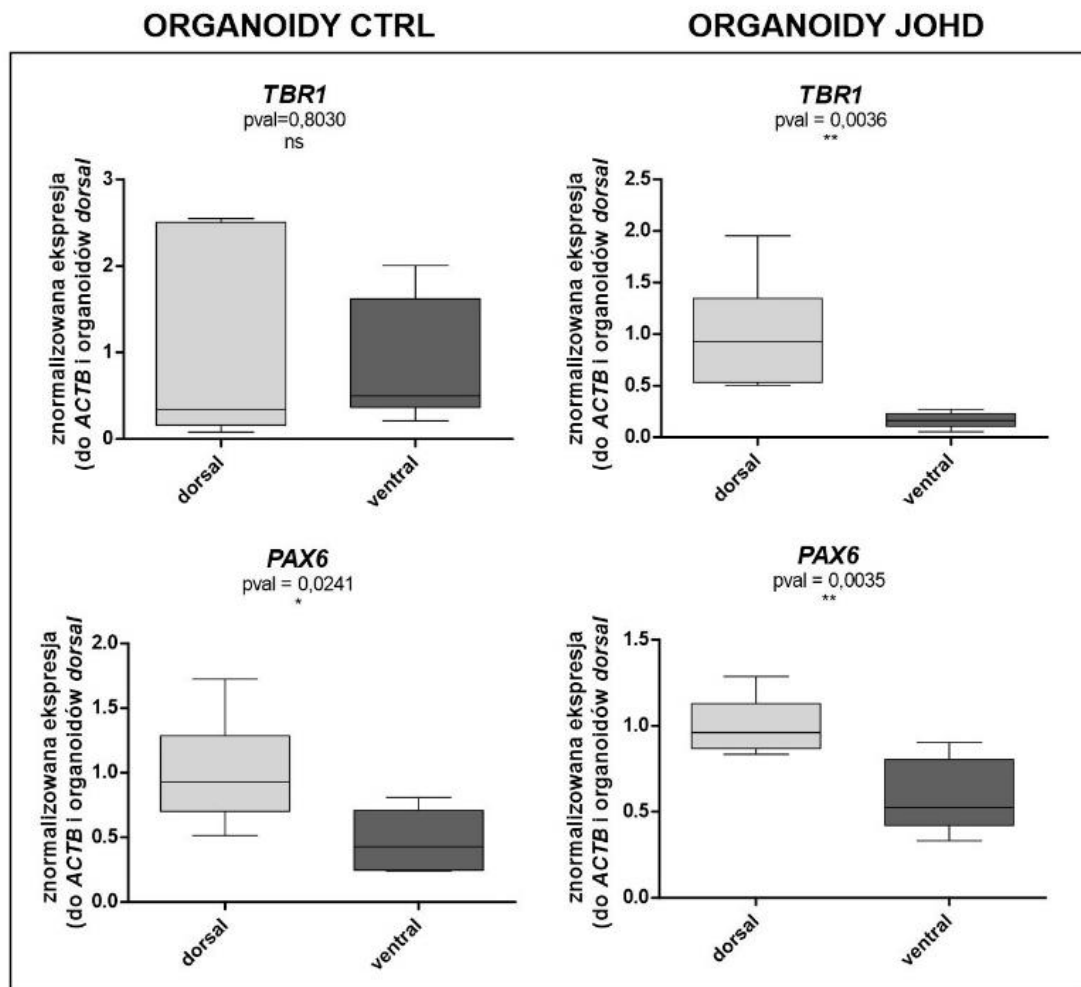 ORGANOIDY CTRL
ORGANOIDY JOHD
TBR1
pval=0,8030
ns
znormalizowana ekspresja
(do ACTB i organoidów dorsal
3
2
1
0
dorsal
ventral
TBR1
pval = 0,0036
**
znormalizowana ekspresja
(do ACTB i organoidów dorsal
2.5
2.0
1.5
1.0
0.5
0.0
dorsal
ventral
PAX6
pval = 0,0241
*
znormalizowana ekspresja
(do ACTB i organoidów dorsal
2.0
1.5
1.0
0.5
0.0
dorsal
ventral
PAX6
pval = 0,0035
**
znormalizowana ekspresja
(do ACTB i organoidów dorsal
1.5
1.0
0.5
0.0
dorsal
ventral